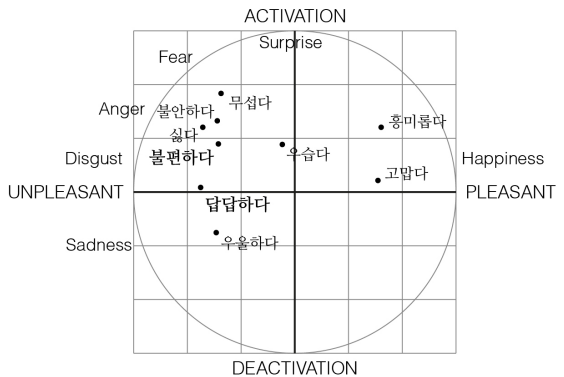 ACTIVATION
Surprise
Fear
무섭다
Anger
불안하다
흥미롭다
싫다
불편하다
우습다
Disgust
Happiness
고맙다
UNPLEASANT
PLEASANT
답답하다
Sadness
우울하다
DEACTIVATION